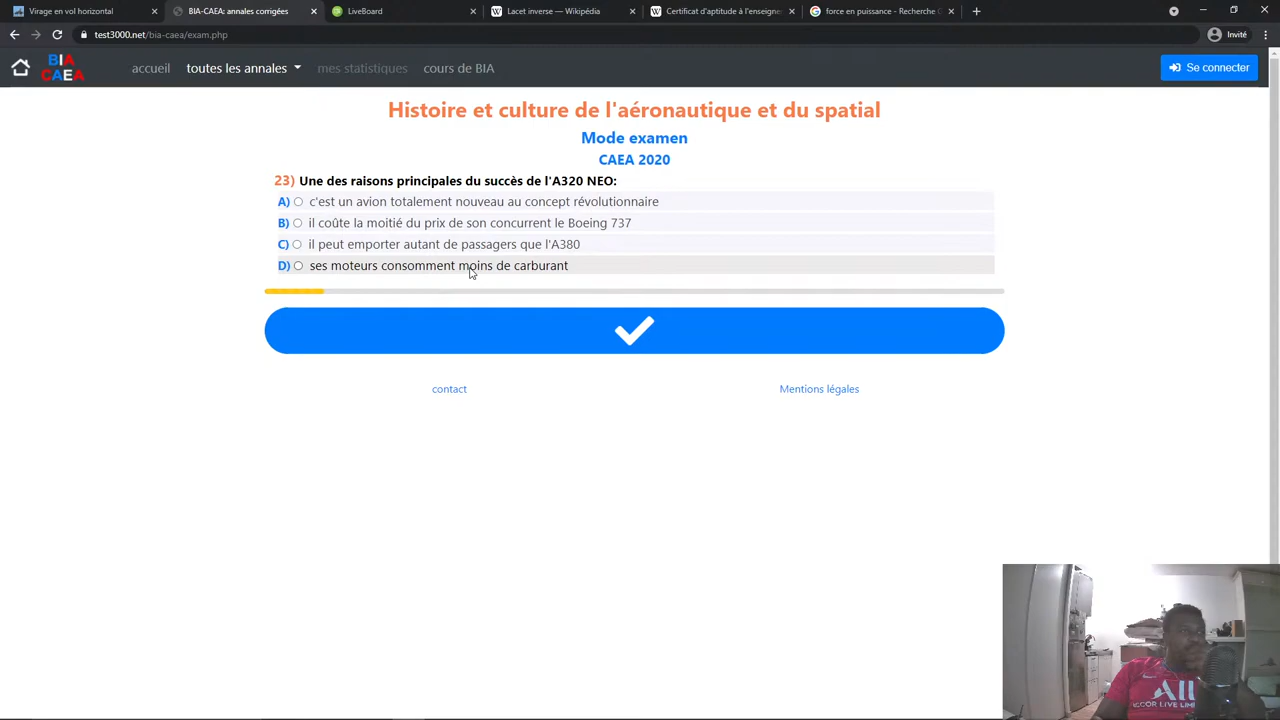 Virage en vol horizontal
BIA-CAEA: annales corrigées
LiveBoard
Lacet inverse — Wikipédia
Certificat d'aptitude à l'enseigne
force en puissance - Recherche
test3000.net/bia-caea/exam.php
Invité
BIA
CAEA
accueil
toutes les annales
mes statistiques
cours de BIA
Se connecter
Histoire et culture de l'aéronautique et du spatial
Mode examen
CAEA 2020
23) Une des raisons principales du succès de l'A320 NEO:
A) c'est un avion totalement nouveau au concept révolutionnaire
B) il coûte la moitié du prix de son concurrent le Boeing 737
C) il peut emporter autant de passagers que l'A380
D) ses moteurs consomment moins de carburant
contact
Mentions légales
ALL
CCOR LIVE LIM